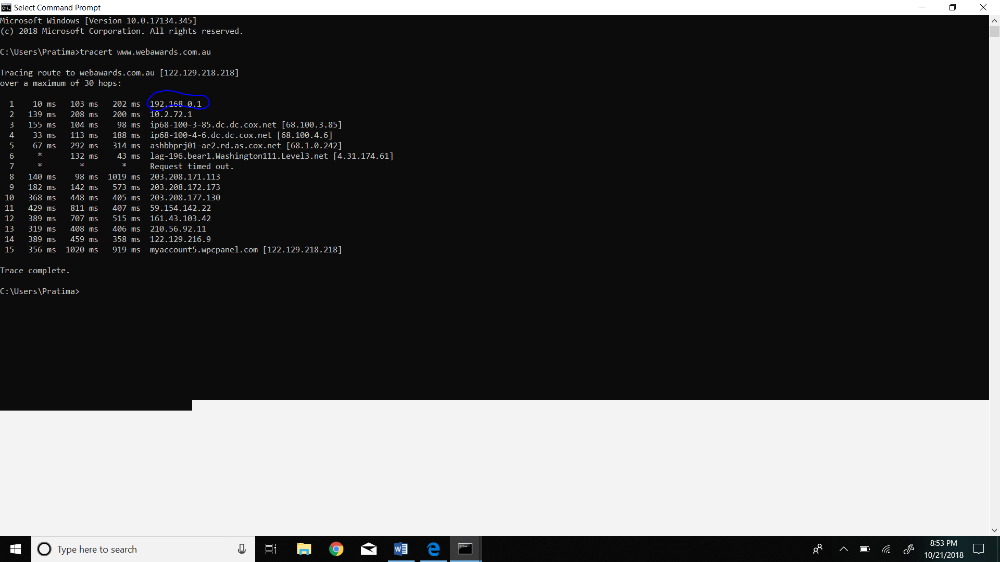 Select Command Prompt
Microsoft Windows [Version 10.0.17134.345]
(c) 2018 Microsoft Corporation. All rights reserved.
C:\Users\Pratima>tracert www.webawards.com.au
Tracing route to webawards.com.au [122.129.218.218]
over a maximum of 30 hops:
1 10 ms 103 ms 202 ms 192.168.0.1
2 139 ms 208 ms 200 ms 10.2.72.1
3 155 ms 104 ms 98 ms ip68-100-3-85.dc.dc.cox.net [68.100.3.85]
4 33 ms 113 ms 188 ms ip68-100-4-6.dc.dc.cox.net [68.100.4.6]
5 67 ms 292 ms 314 ms ashbbprj01-ae2.rd.as.cox.net [68.1.0.242]
6 * 132 ms 43 ms lag-196.bear1.Washington111.Level3.net [4.31.174.61]
7 * * * Request timed out.
8 140 ms 98 ms 1019 ms 203.208.171.113
9 182 ms 142 ms 573 ms 203.208.172.173
10 368 ms 448 ms 405 ms 203.208.177.130
11 429 ms 811 ms 407 ms 59.154.142.22
12 389 ms 707 ms 515 ms 161.43.103.42
13 319 ms 408 ms 406 ms 210.56.92.11
14 389 ms 459 ms 358 ms 122.129.216.9
15 356 ms 1020 ms 919 ms myaccount5.wpcpanel.com [122.129.218.218]
Trace complete.
C:\Users\Pratima>
Type here to search
8:53 PM
10/21/2018